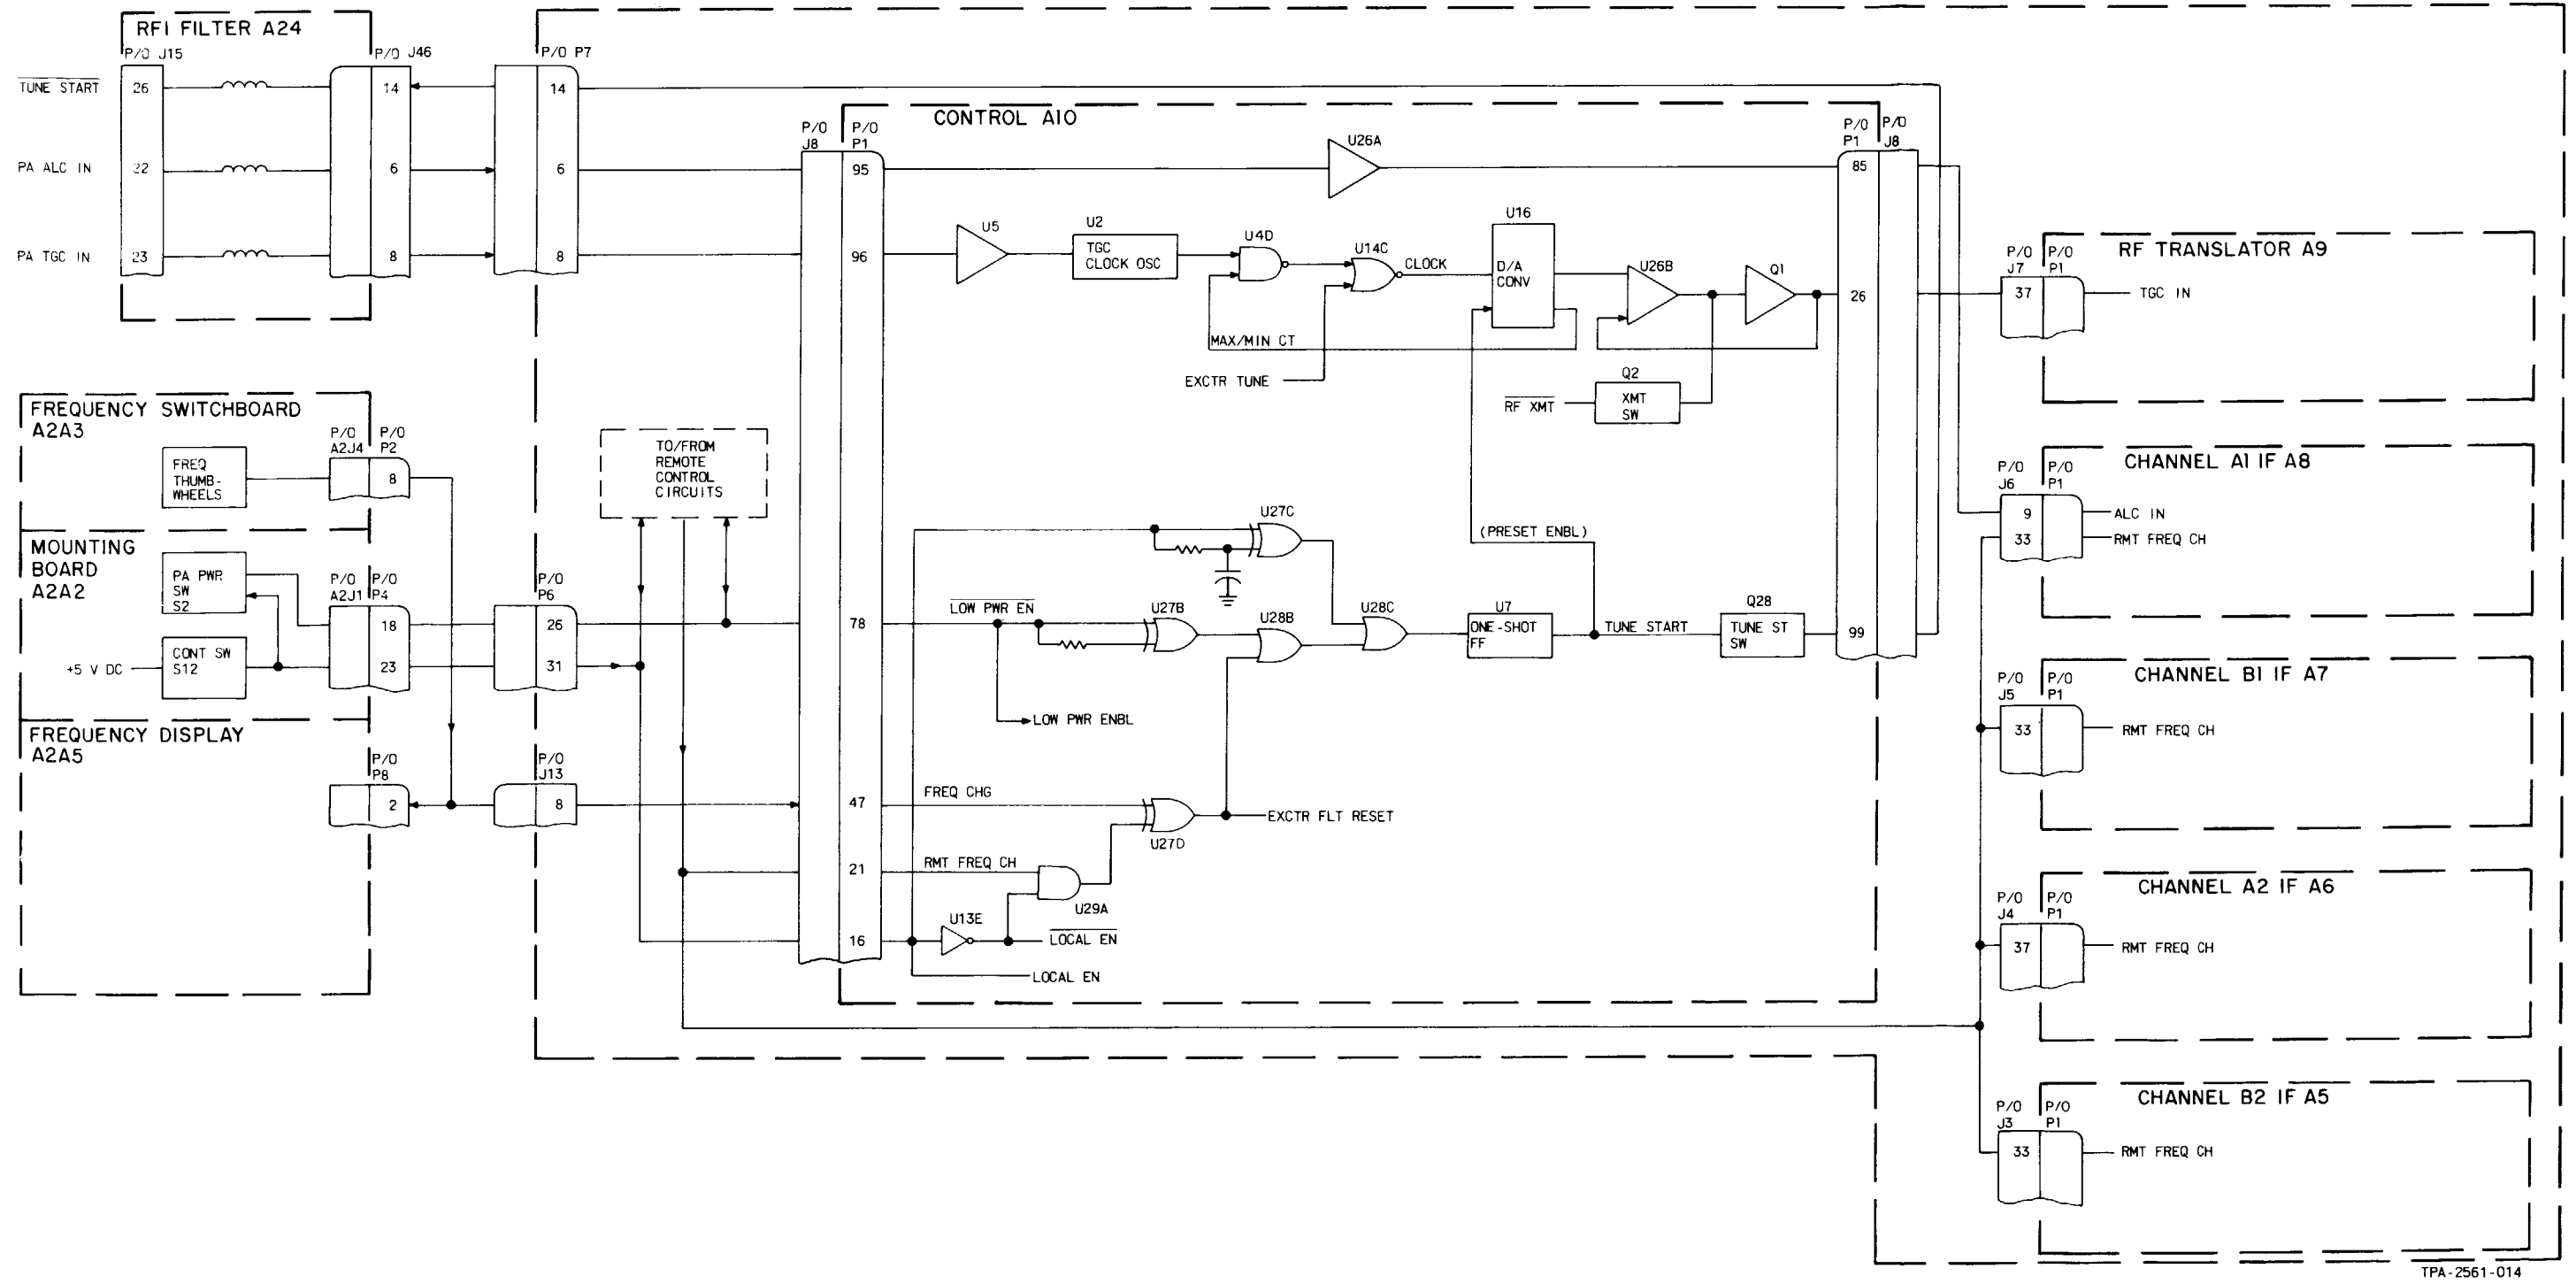 RFI FILTER A24
P/O J15
P/O J46
P/O P7
TUNE START
26
14
14
PA ALC IN
22
6
6
PA TGC IN
23
8
8
CONTROL A10
P/O
J8
P/O
P1
95
96
78
47
21
16
U26A
U5
U2
TGC
CLOCK OSC
U4D
U14C
CLOCK
U16
D/A
CONV
U26B
Q1
MAX/MIN CT
EXCTR TUNE
RF XMT
Q2
XMT
SW
P/O
P1
P/O
J8
85
26
99
RF TRANSLATOR A9
P/O
J7
P/O
P1
37
TGC IN
FREQUENCY SWITCHBOARD
A2A3
FREQ
THUMB-
WHEELS
P/O
A2J4
P/O
P2
8
MOUNTING
BOARD
A2A2
PA PWR
SW
S2
P/O
A2J1
P/O
P4
18
23
+5 V DC
CONT SW
S12
P/O
P6
26
31
FREQUENCY DISPLAY
A2A5
P/O
P8
2
P/O
J13
8
TO/FROM
REMOTE
CONTROL
CIRCUITS
U27C
(PRESET ENBL)
LOW PWR EN
U27B
U28B
U28C
U7
ONE-SHOT
FF
TUNE START
Q28
TUNE ST
SW
LOW PWR ENBL
FREQ CHG
U27D
EXCTR FLT RESET
RMT FREQ CH
U29A
U13E
LOCAL EN
LOCAL EN
CHANNEL A1 IF A8
P/O
J6
P/O
P1
9
ALC IN
33
RMT FREQ CH
CHANNEL B1 IF A7
P/O
J5
P/O
P1
33
RMT FREQ CH
CHANNEL A2 IF A6
P/O
J4
P/O
P1
37
RMT FREQ CH
CHANNEL B2 IF A5
P/O
J3
P/O
P1
33
RMT FREQ CH
TPA-2561-014